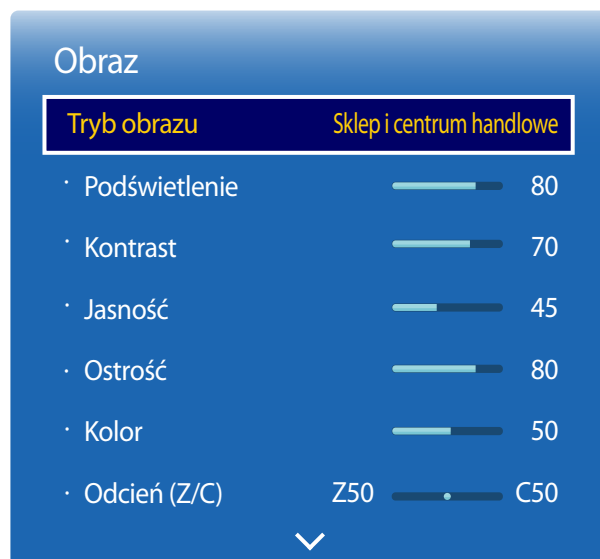 Obraz
Tryb obrazu Sklep i centrum handlowe
· Podświetlenie 80
· Kontrast 70
· Jasność 45
· Ostrość 80
· Kolor 50
· Odcień (Z/C) Z50 C50